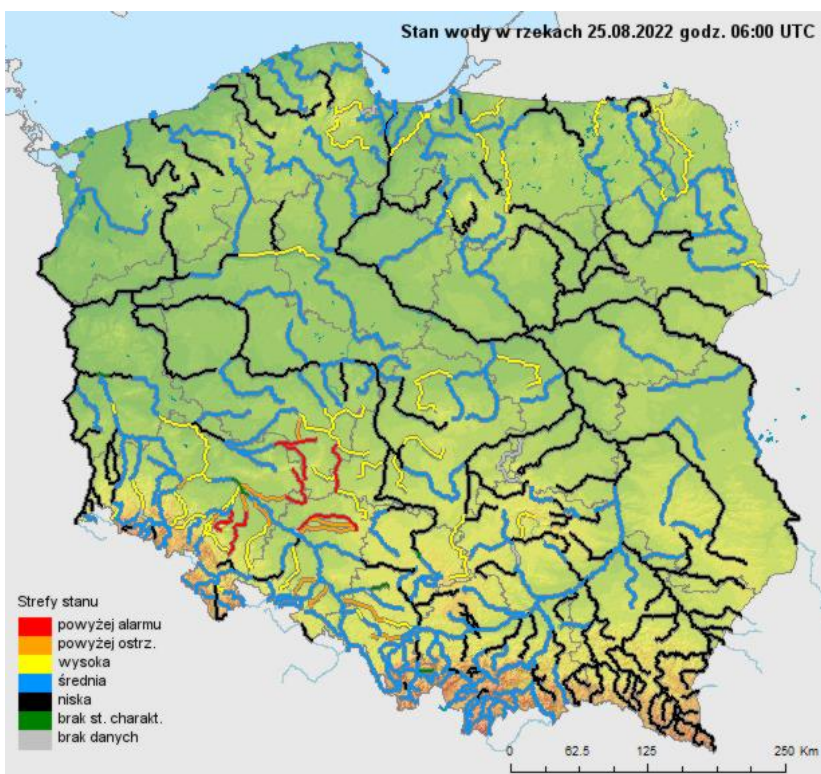 Stan wody w rzekach 25.08.2022 godz. 06:00 UTC
Strefy stanu
powyżej alarmu
powyżej ostrz.
wysoka
średnia
niska
brak st. charakt.
brak danych
0 62.5 125 250 Km